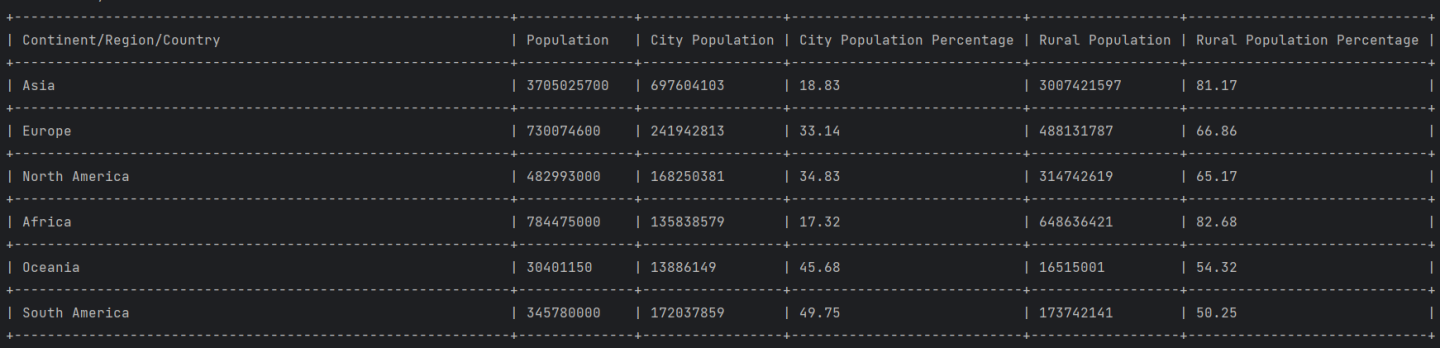 +------------------------------------------------------------+--------------+-----------------+-----------------------------+------------------+-----------------------------+
| Continent/Region/Country | Population | City Population | City Population Percentage | Rural Population | Rural Population Percentage |
+------------------------------------------------------------+--------------+-----------------+-----------------------------+------------------+-----------------------------+
| Asia | 3705025700 | 697604103 | 18.83 | 3007421597 | 81.17 |
+------------------------------------------------------------+--------------+-----------------+-----------------------------+------------------+-----------------------------+
| Europe | 730074600 | 241942813 | 33.14 | 488131787 | 66.86 |
+------------------------------------------------------------+--------------+-----------------+-----------------------------+------------------+-----------------------------+
| North America | 482993000 | 168250381 | 34.83 | 314742619 | 65.17 |
+------------------------------------------------------------+--------------+-----------------+-----------------------------+------------------+-----------------------------+
| Africa | 784475000 | 135838579 | 17.32 | 648636421 | 82.68 |
+------------------------------------------------------------+--------------+-----------------+-----------------------------+------------------+-----------------------------+
| Oceania | 30401150 | 13886149 | 45.68 | 16515001 | 54.32 |
+------------------------------------------------------------+--------------+-----------------+-----------------------------+------------------+-----------------------------+
| South America | 345780000 | 172037859 | 49.75 | 173742141 | 50.25 |
+------------------------------------------------------------+--------------+-----------------+-----------------------------+------------------+-----------------------------+